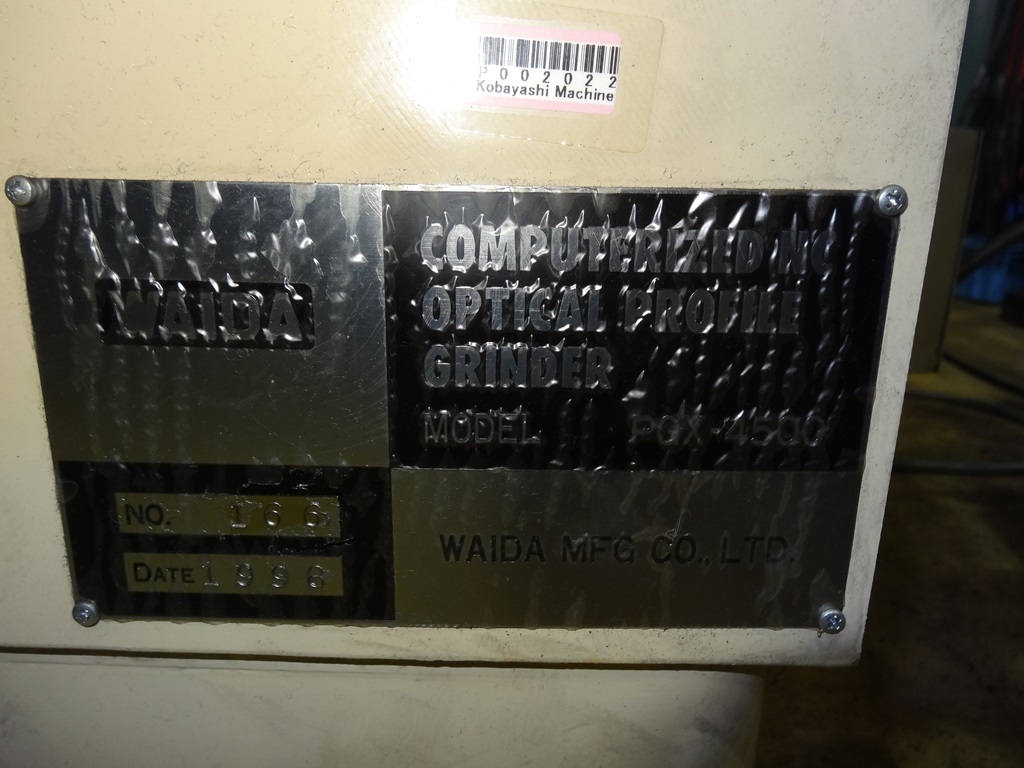 P002022
Kobayashi Machine
WAIDA
COMPUTERIZED NC
OPTICAL PROFILE
GRINDER
MODEL PGX-4500
NO. 166
DATE 1998
WAIDA MFG CO., LTD.